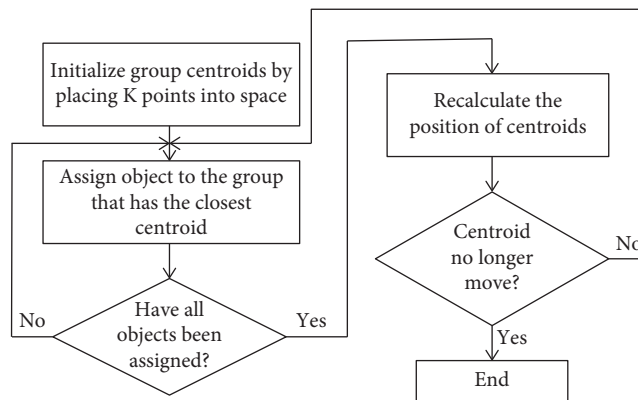 Initialize group centroids by
placing K points into space
Assign object to the group
that has the closest
centroid
Have all
objects been
assigned?
No
Yes
Recalculate the
position of centroids
Centroid
no longer
move?
No
Yes
End